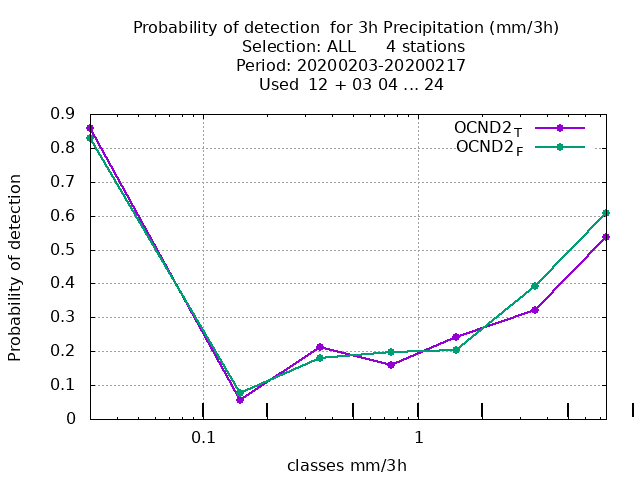 Probability of detection  for 3h Precipitation (mm/3h)
Selection: ALL      4 stations
Period: 20200203-20200217
Used  12 + 03 04 ... 24
OCND2T
OCND2F
0.9
0.8
0.7
0.6
0.5
0.4
0.3
0.2
0.1
0
Probability of detection
0.1 1
classes mm/3h